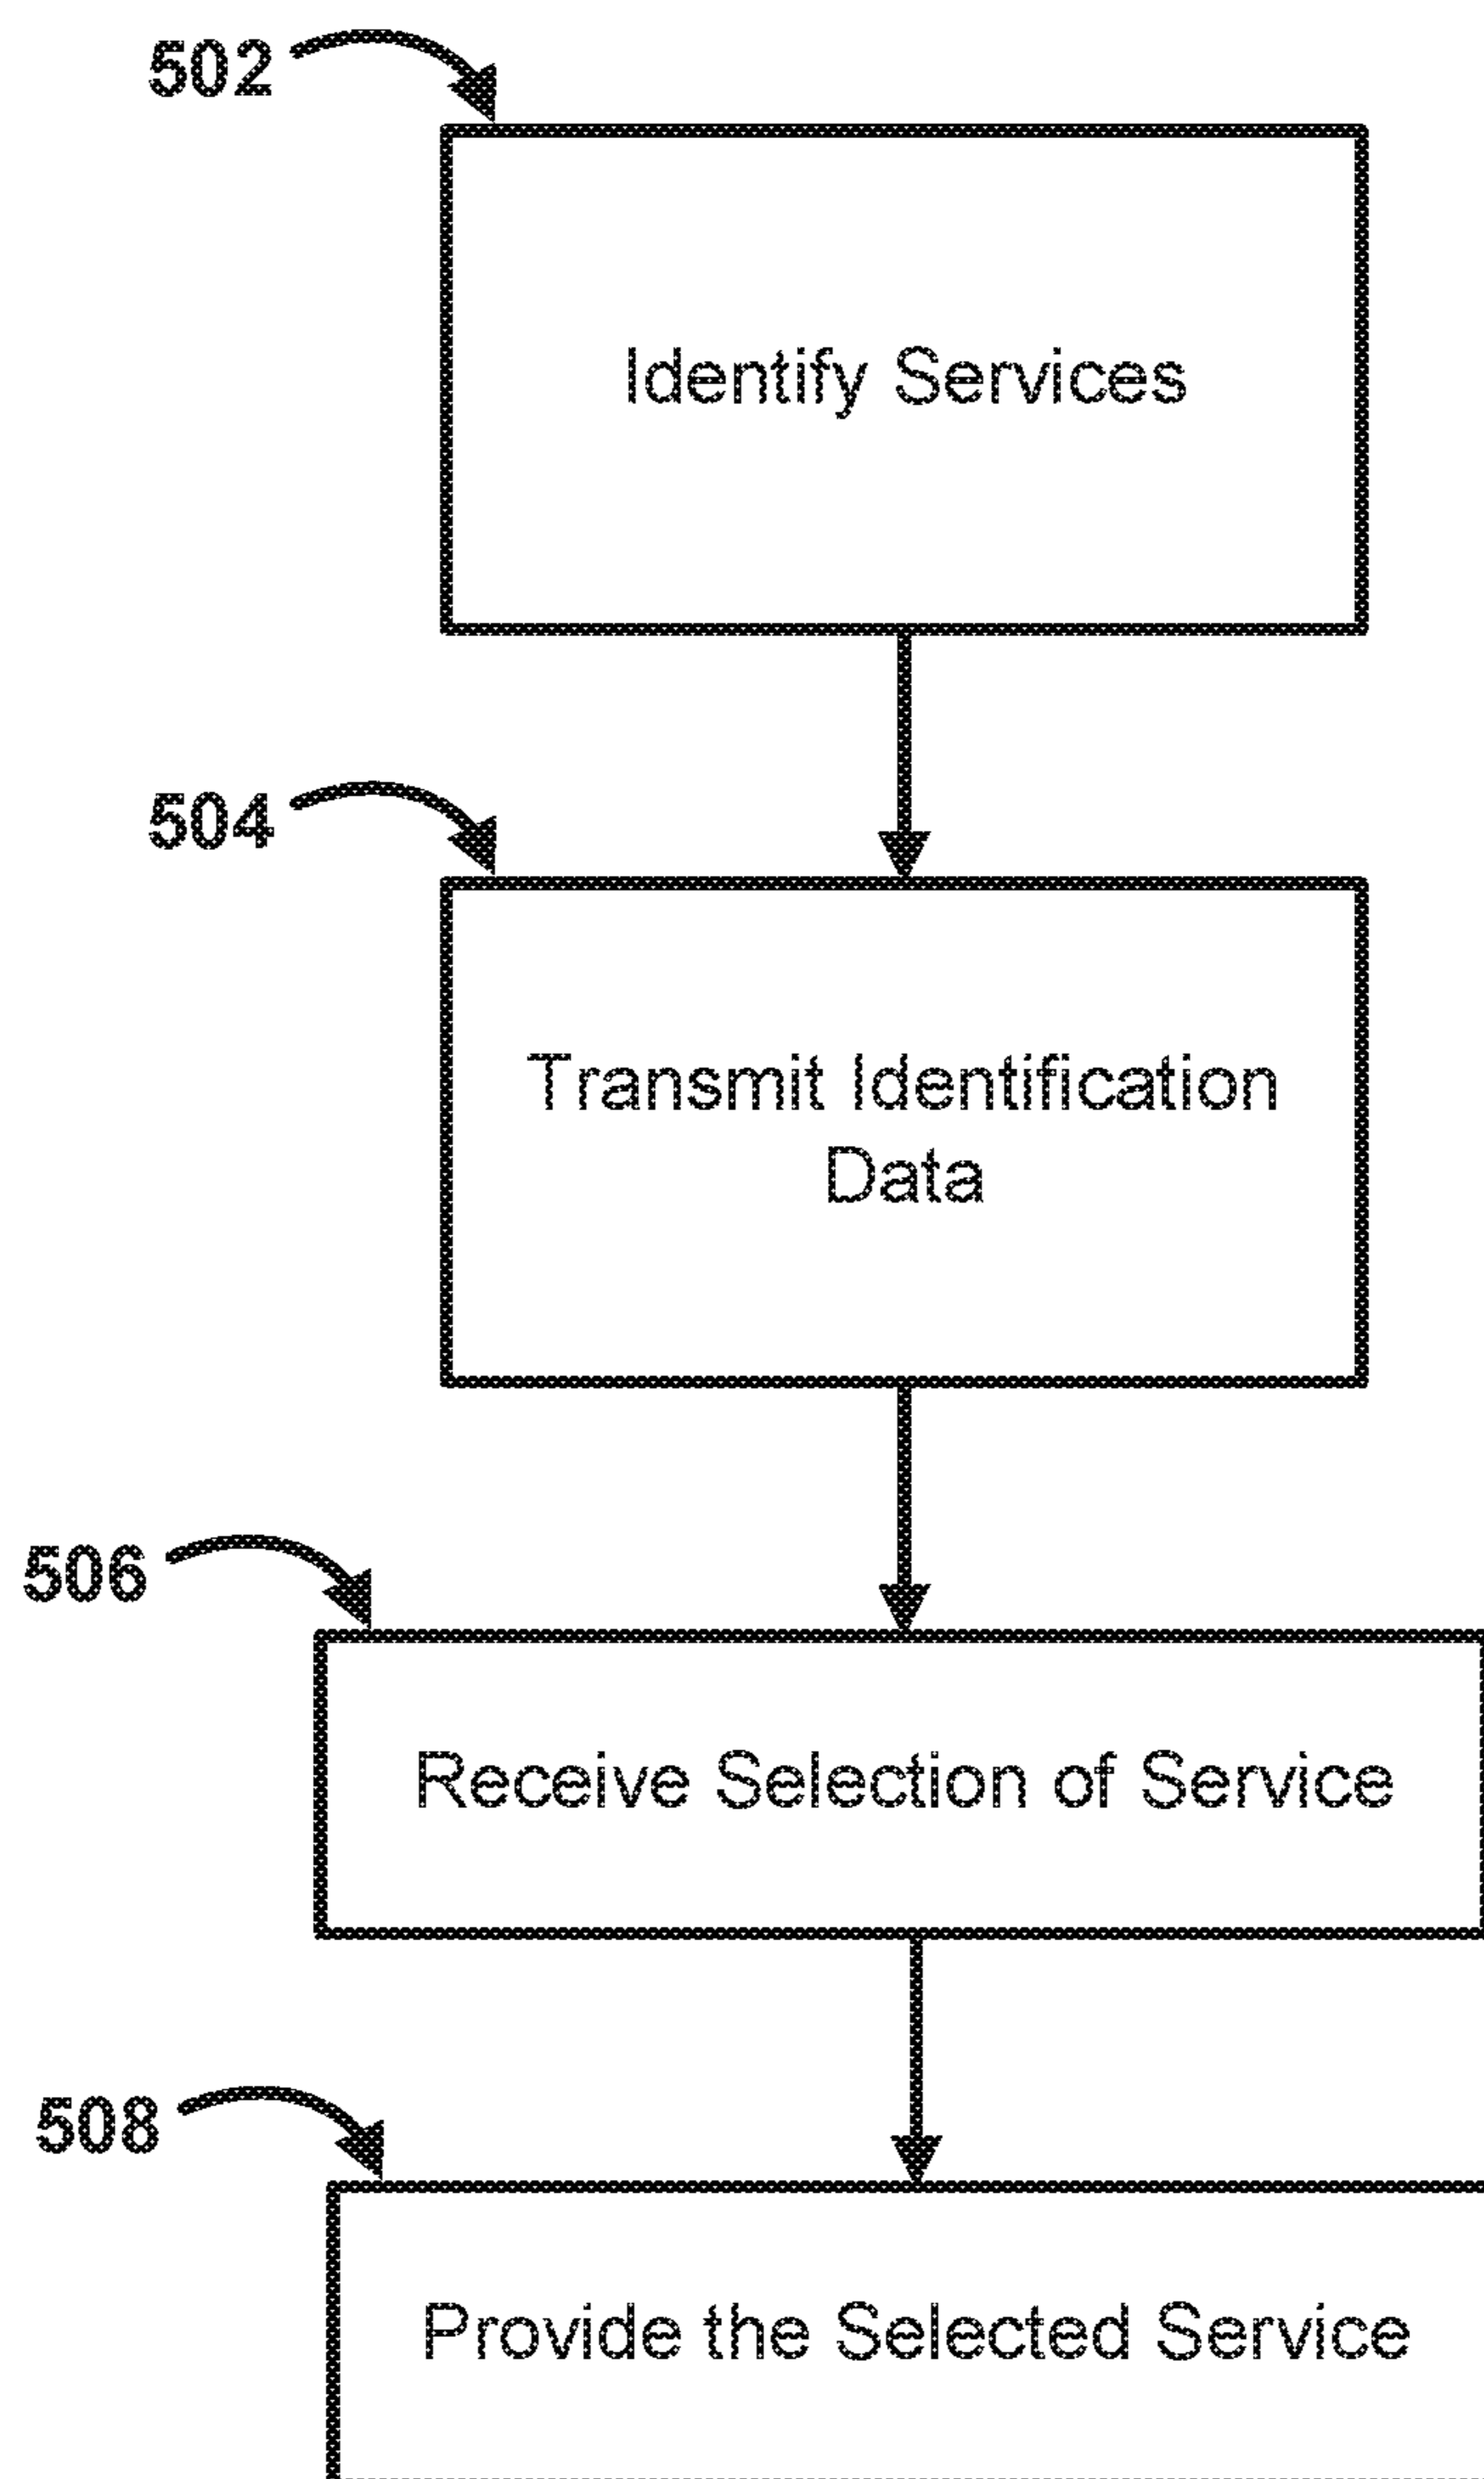 502
Identify Services
504
Transmit Identification
Data
506
Receive Selection of Service
508
Provide the Selected Service